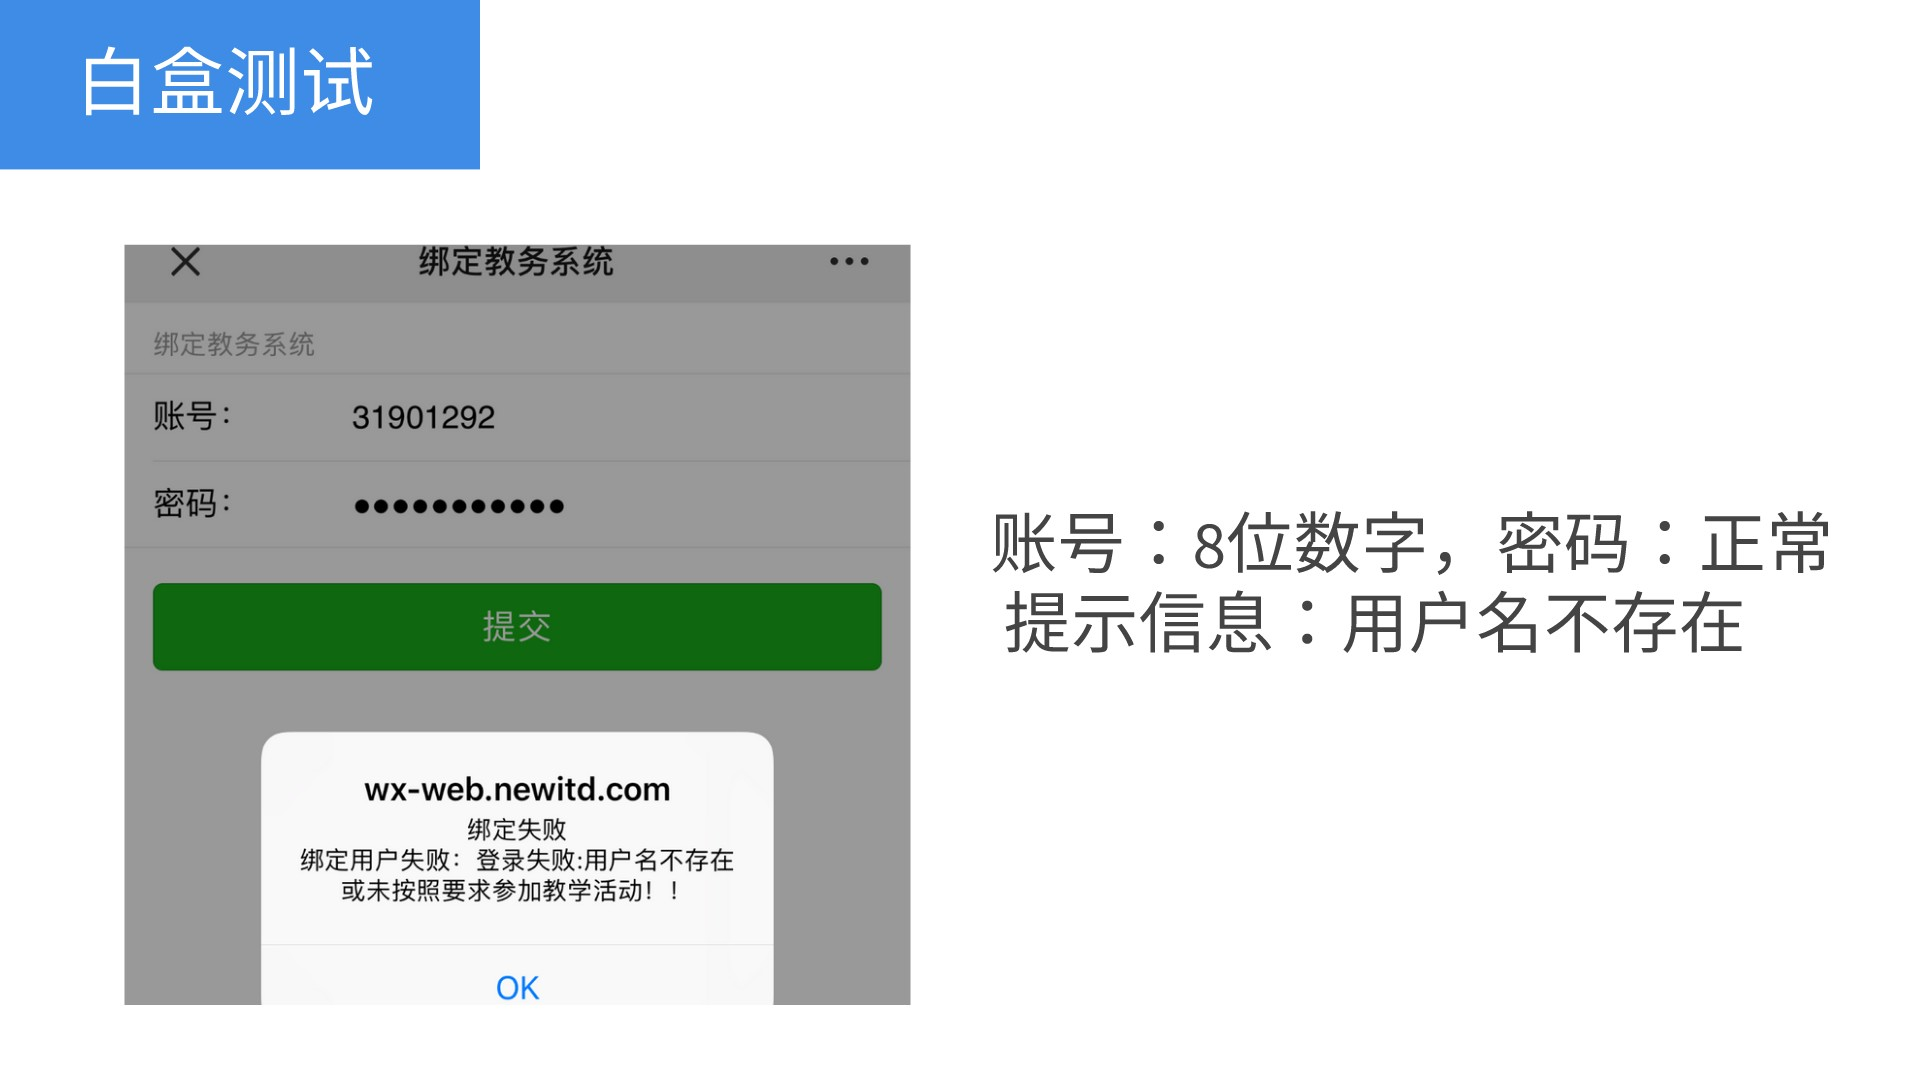 白盒测试
绑定教务系统
绑定教务系统
账号： 31901292
密码： ●●●●●●●●●●●
提交
wx-web.newitd.com
绑定失败
绑定用户失败：登录失败:用户名不存在
或未按照要求参加教学活动！！
OK
账号：8位数字，密码：正常
提示信息：用户名不存在